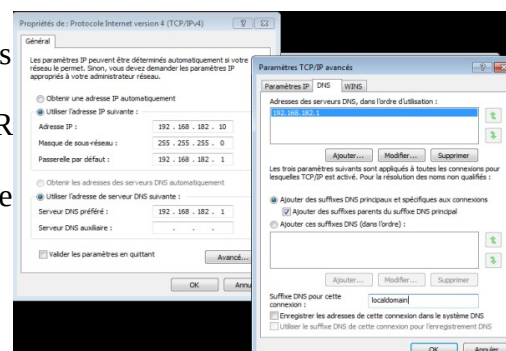 s
R
e
Propriétés de : Protocole Internet version 4 (TCP/IPv4)
Général
Les paramètres IP peuvent être déterminés automatiquement si votre
réseau le permet. Sinon, vous devez demander les paramètres IP
appropriés à votre administrateur réseau.
Obtenir une adresse IP automatiquement
Utiliser l'adresse IP suivante :
Adresse IP : 192 . 168 . 182 . 10
Masque de sous-réseau : 255 . 255 . 255 . 0
Passerelle par défaut : 192 . 168 . 182 . 1
Obtenir les adresses des serveurs DNS automatiquement
Utiliser l'adresse de serveur DNS suivante :
Serveur DNS préféré : 192 . 168 . 182 . 1
Serveur DNS auxiliaire : . . .
Valider les paramètres en quittant
Avancé...
OK Annu
Paramètres TCP/IP avancés
Paramètres IP DNS WINS
Adresses des serveurs DNS, dans l'ordre d'utilisation :
192.168.182.1
Ajouter... Modifier... Supprimer
Les trois paramètres suivants sont appliqués à toutes les connexions pour
lesquelles TCP/IP est activé. Pour la résolution des noms non qualifiés :
Ajouter des suffixes DNS principaux et spécifiques aux connexions
Ajouter des suffixes parents du suffixe DNS principal
Ajouter ces suffixes DNS (dans l'ordre) :
Ajouter... Modifier... Supprimer
Suffixe DNS pour cette
connexion : localdomain
Enregistrer les adresses de cette connexion dans le système DNS
Utiliser le suffixe DNS de cette connexion pour l'enregistrement DNS
OK Annuler